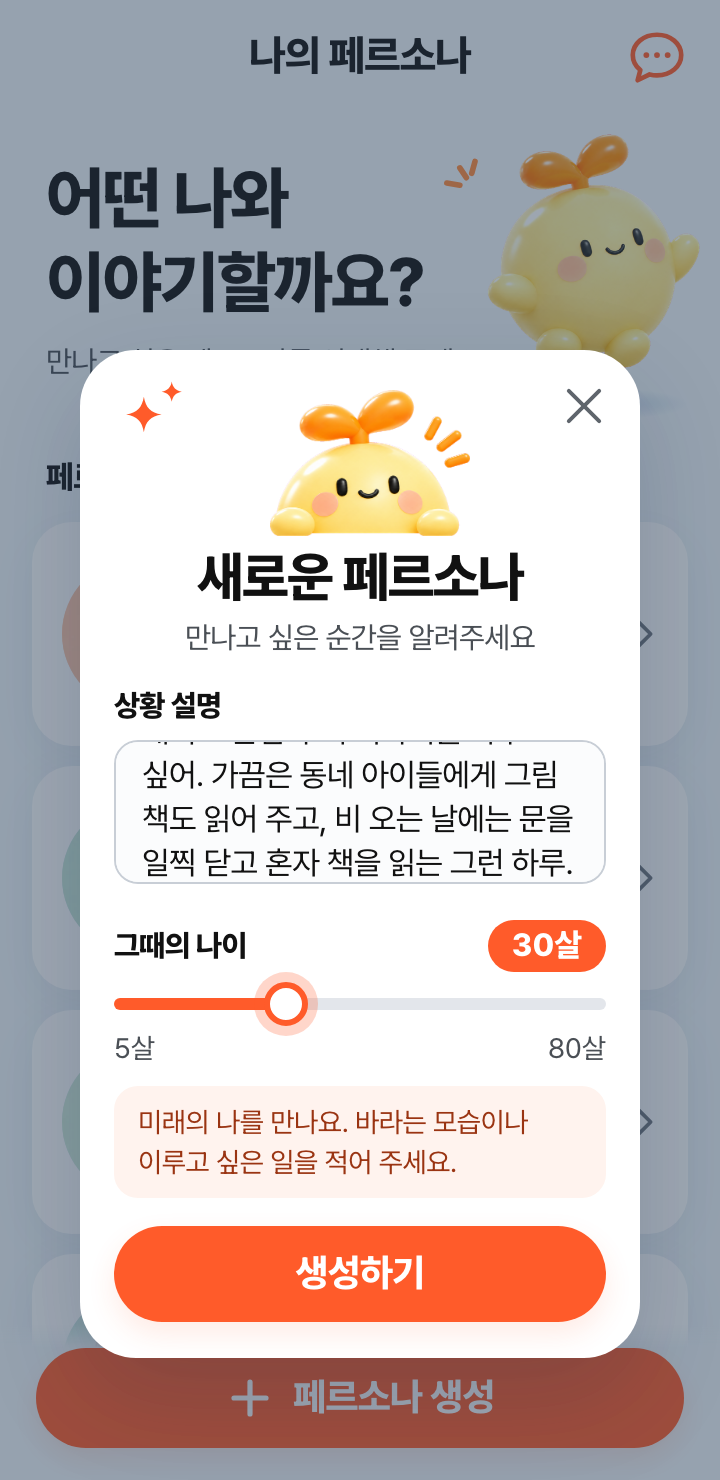 나의 페르소나
어떤 나와
이야기할까요?
만나고
새로운 페르소나
만나고 싶은 순간을 알려주세요
상황 설명
싶어. 가끔은 동네 아이들에게 그림
책도 읽어 주고, 비 오는 날에는 문을
일찍 닫고 혼자 책을 읽는 그런 하루.
그때의 나이
30살
5살
80살
미래의 나를 만나요. 바라는 모습이나
이루고 싶은 일을 적어 주세요.
생성하기
페르소나 생성